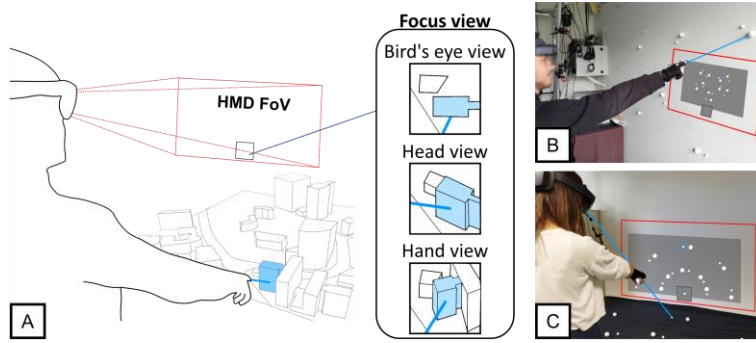 HMD FoV
A
Focus view
Bird's eye view
Head view
Hand view
B
C